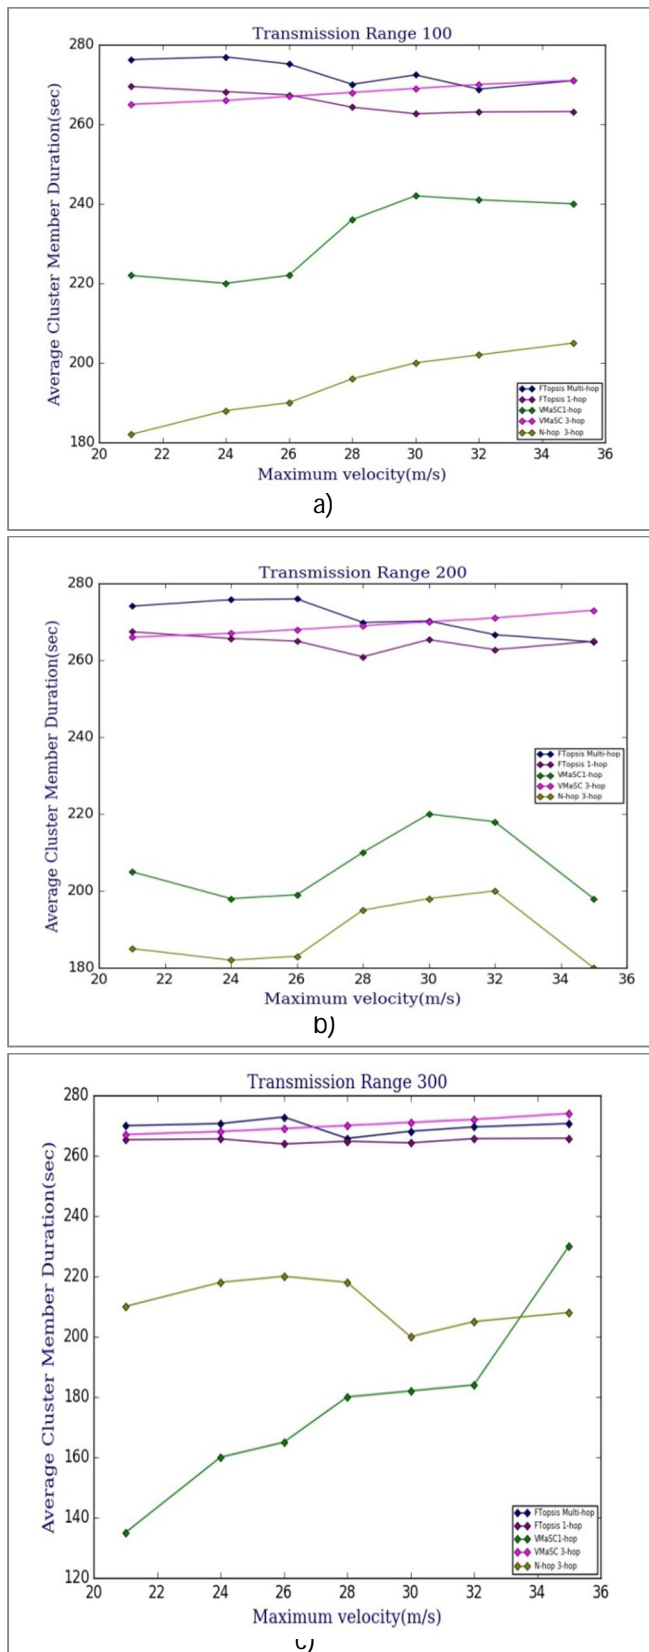 Transmission Range 100
280
260
240
220
200
180
Average Cluster Member Duration(sec)
FTopsis Multi-hop
FTopsis 1-hop
VMaSC1-hop
VMaSC 3-hop
N-hop 3-hop
20 22 24 26 28 30 32 34 36
Maximum velocity(m/s)
a)
Transmission Range 200
280
260
240
220
200
180
Average Cluster Member Duration(sec)
FTopsis Multi-hop
FTopsis 1-hop
VMaSC1-hop
VMaSC 3-hop
N-hop 3-hop
20 22 24 26 28 30 32 34 36
Maximum velocity(m/s)
b)
Transmission Range 300
280
260
240
220
200
180
160
140
120
Average Cluster Member Duration(sec)
FTopsis Multi-hop
FTopsis 1-hop
VMaSC1-hop
VMaSC 3-hop
N-hop 3-hop
20 22 24 26 28 30 32 34 36
Maximum velocity(m/s)
c)